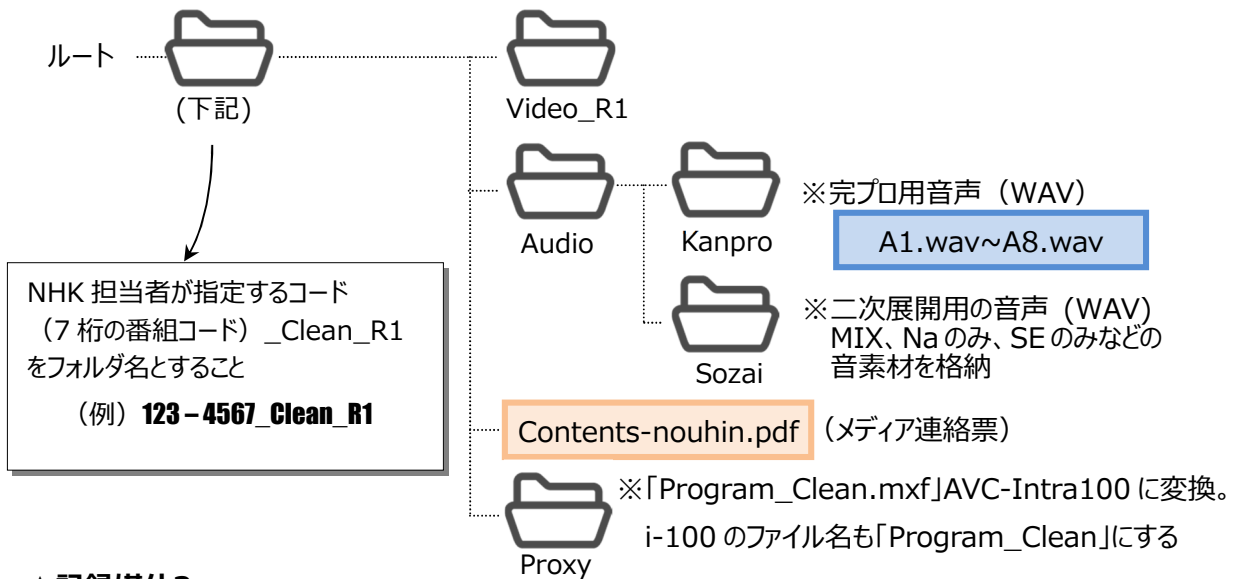 ルート
(下記)
Video_R1
Audio
Kanpro
※完プロ用音声（WAV）
A1.wav~A8.wav
NHK 担当者が指定するコード
（7 桁の番組コード）_Clean_R1
をフォルダ名とすること
（例）123 – 4567_Clean_R1
Sozai
※二次展開用の音声 (WAV)
MIX、Na のみ、SE のみなどの
音素材を格納
Contents-nouhin.pdf
（メディア連絡票）
Proxy
※「Program_Clean.mxf」AVC-Intra100 に変換。
i-100 のファイル名も「Program_Clean」にする